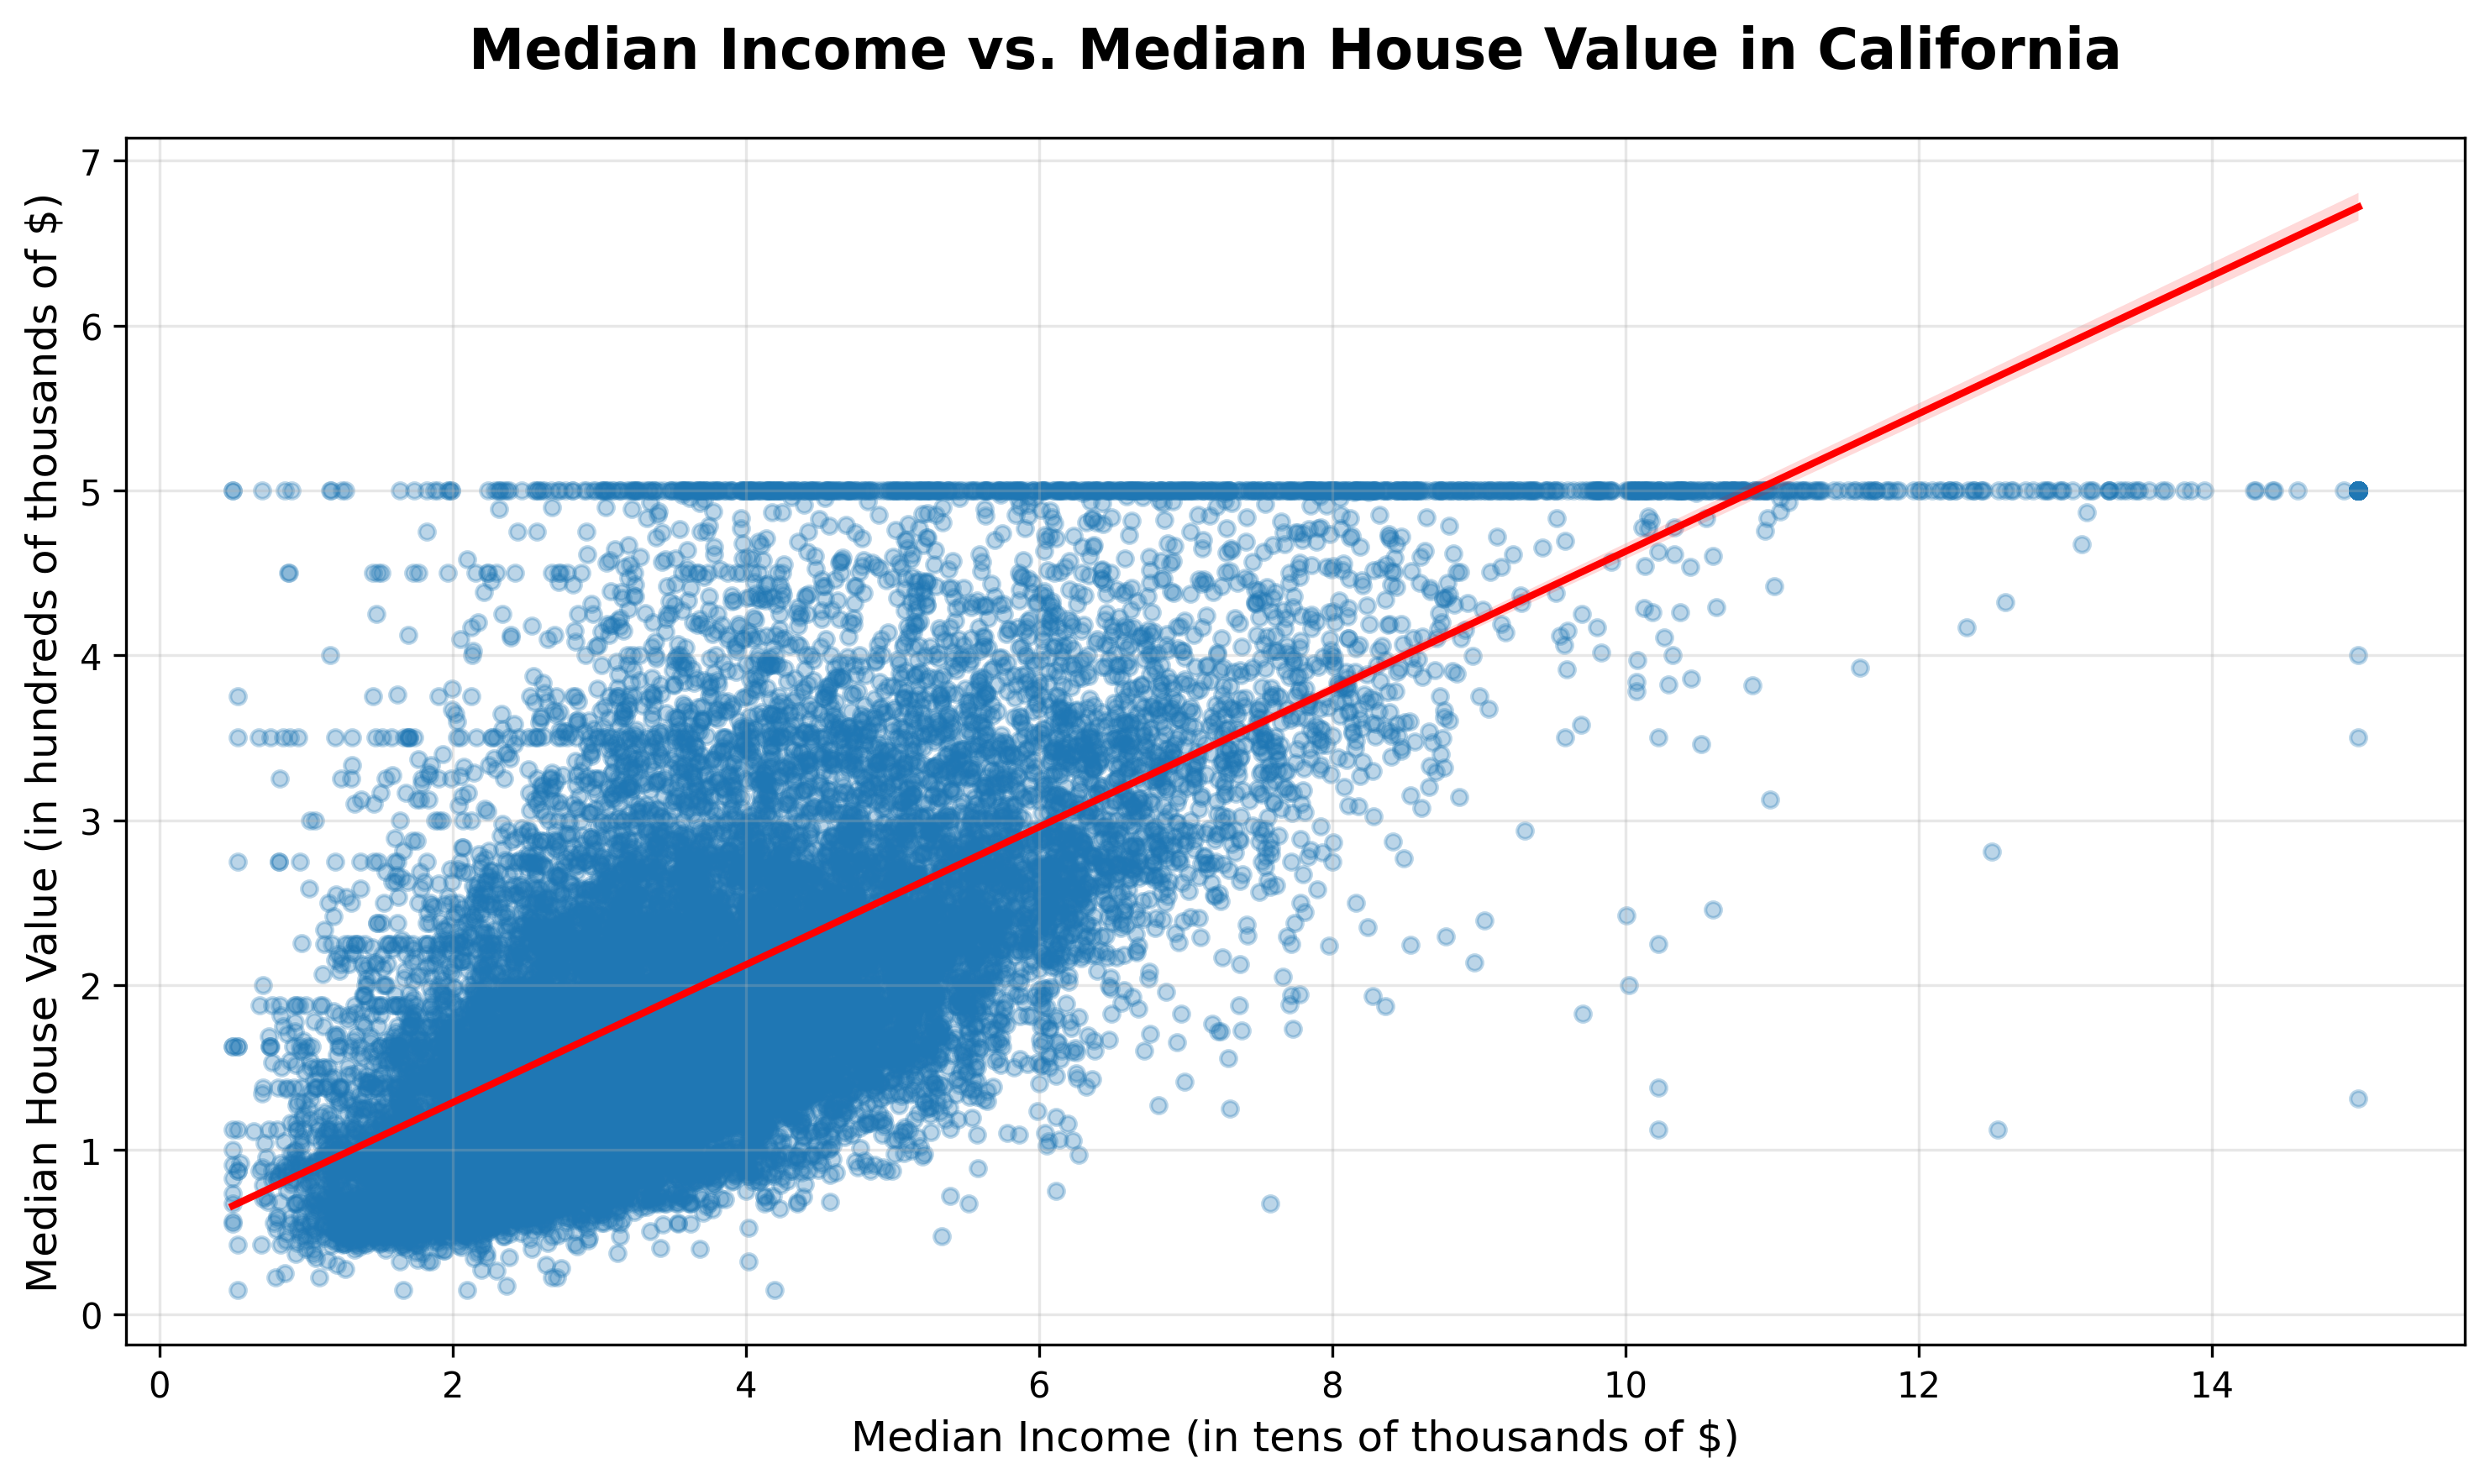 Median Income vs. Median House Value in California
Median House Value (in hundreds of thousands of $)
7
6
5
4
3
2
1
0
0 2 4 6 8 10 12 14
Median Income (in tens of thousands of $)